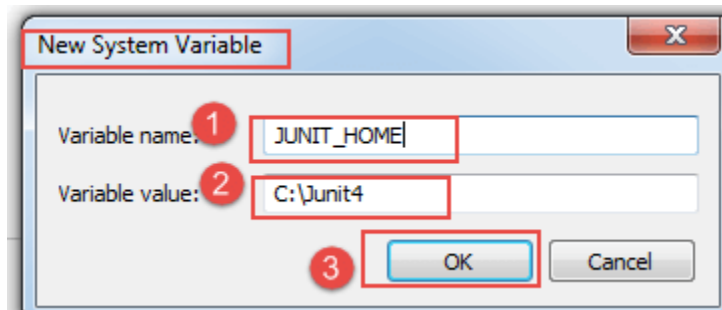 New System Variable
Variable name: 1 JUNIT_HOME
Variable value: 2 C:\Junit4
3 OK Cancel